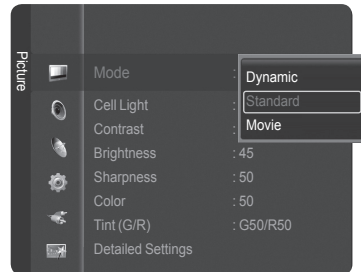 Picture
Mode :
Dynamic
Standard
Movie
Cell Light :
Contrast :
Brightness : 45
Sharpness : 50
Color : 50
Tint (G/R) : G50/R50
Detailed Settings